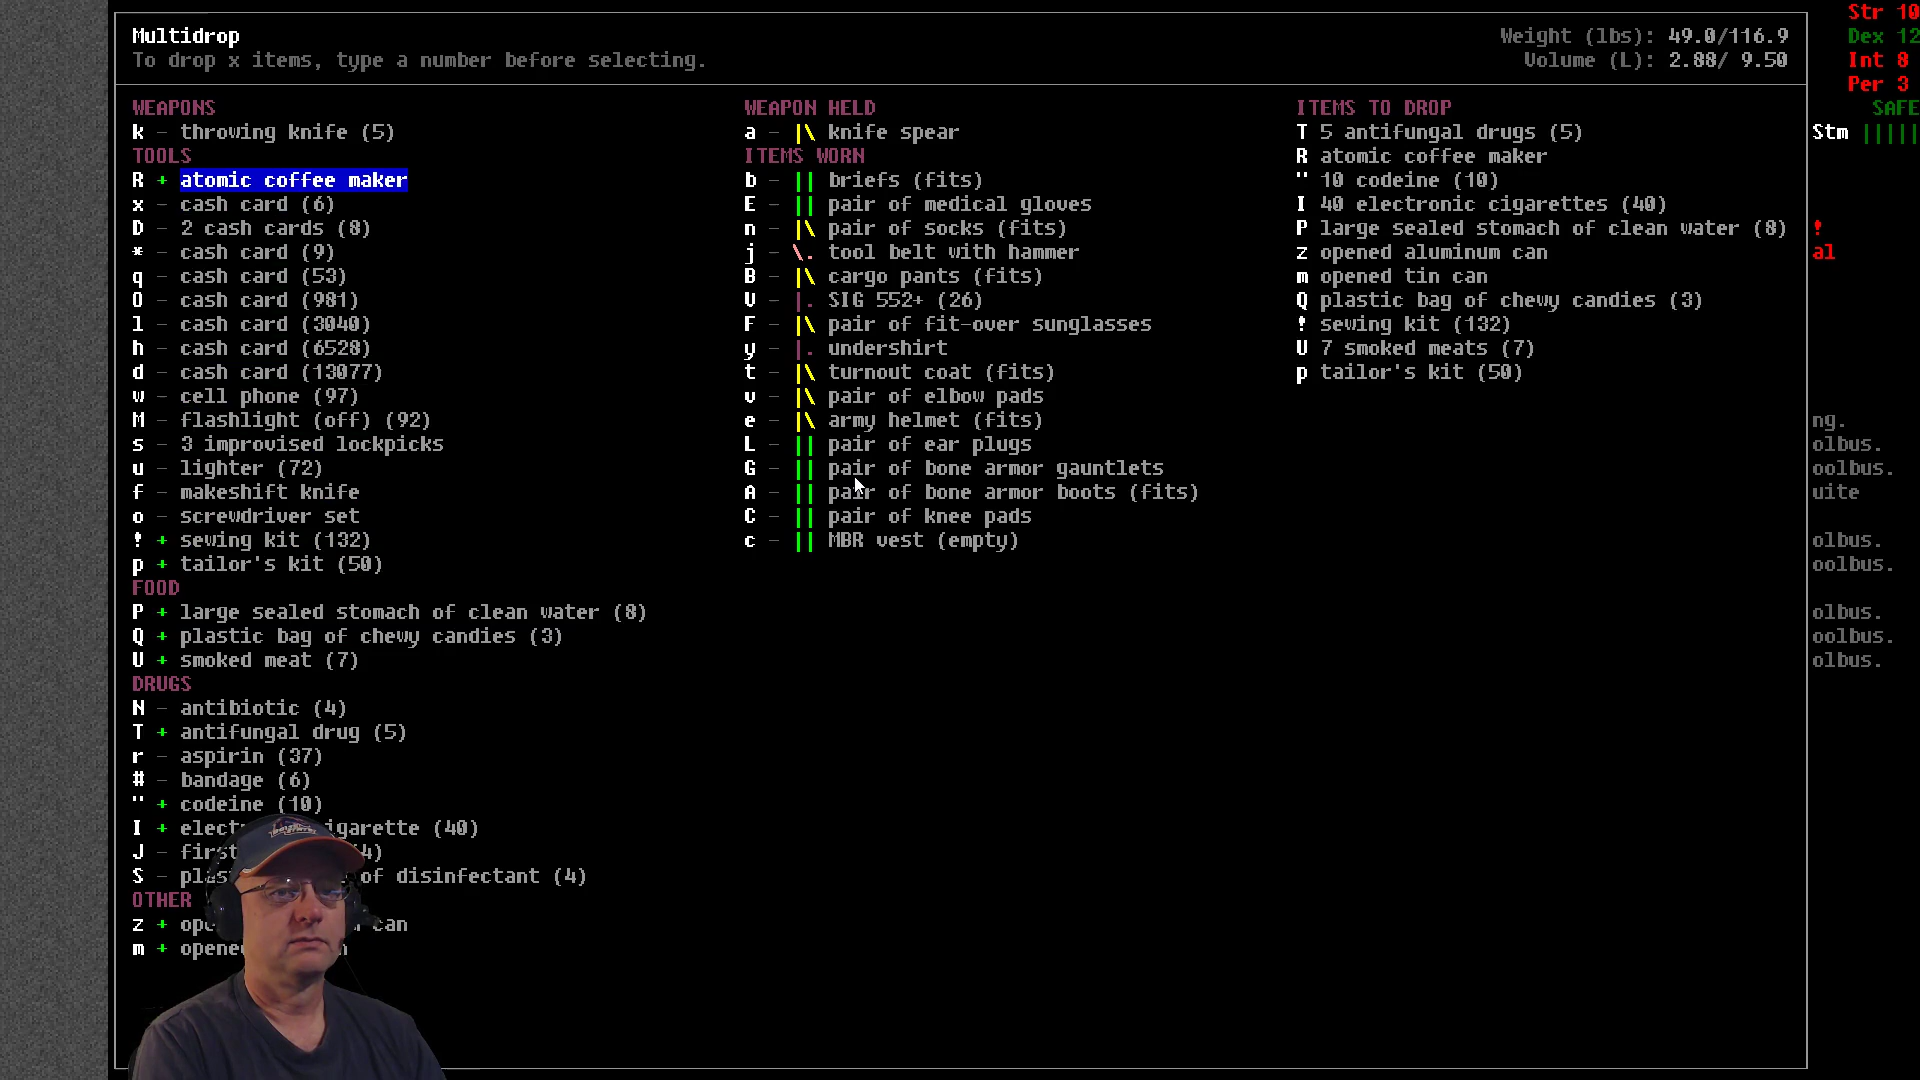 Multidrop
To drop x items, type a number before selecting.
Weight (lbs): 49.0/116.9
Volume (L): 2.88/ 9.50
WEAPONS
k - throwing knife (5)
TOOLS
R + atomic coffee maker
x - cash card (6)
D - 2 cash cards (8)
* - cash card (9)
q - cash card (53)
O - cash card (981)
l - cash card (3040)
h - cash card (6528)
d - cash card (13077)
w - cell phone (97)
M - flashlight (off) (92)
s - 3 improvised lockpicks
u - lighter (72)
f - makeshift knife
o - screwdriver set
! + sewing kit (132)
p + tailor's kit (50)
FOOD
P + large sealed stomach of clean water (8)
Q + plastic bag of chewy candies (3)
U + smoked meat (7)
DRUGS
N - antibiotic (4)
T + antifungal drug (5)
r - aspirin (37)
# - bandage (6)
" + codeine (10)
I + elect igarette (40)
J - first 4)
S - plas of disinfectant (4)
OTHER
z + ope can
m + opene
WEAPON HELD
a - |\ knife spear
ITEMS WORN
b - || briefs (fits)
E - || pair of medical gloves
n - |\ pair of socks (fits)
j - \. tool belt with hammer
B - |\ cargo pants (fits)
V - |. SIG 552+ (26)
F - |\ pair of fit-over sunglasses
y - |. undershirt
t - |\ turnout coat (fits)
v - |\ pair of elbow pads
e - |\ army helmet (fits)
L - || pair of ear plugs
G - || pair of bone armor gauntlets
A - || pair of bone armor boots (fits)
C - || pair of knee pads
c - || MBR vest (empty)
ITEMS TO DROP
T 5 antifungal drugs (5)
R atomic coffee maker
" 10 codeine (10)
I 40 electronic cigarettes (40)
P large sealed stomach of clean water (8)
z opened aluminum can
m opened tin can
Q plastic bag of chewy candies (3)
! sewing kit (132)
U 7 smoked meats (7)
p tailor's kit (50)
Str 10
Dex 12
Int 8
Per 3
SAFE
Stm |||||
!
al
ng.
olbus.
oolbus.
uite
olbus.
oolbus.
olbus.
oolbus.
olbus.